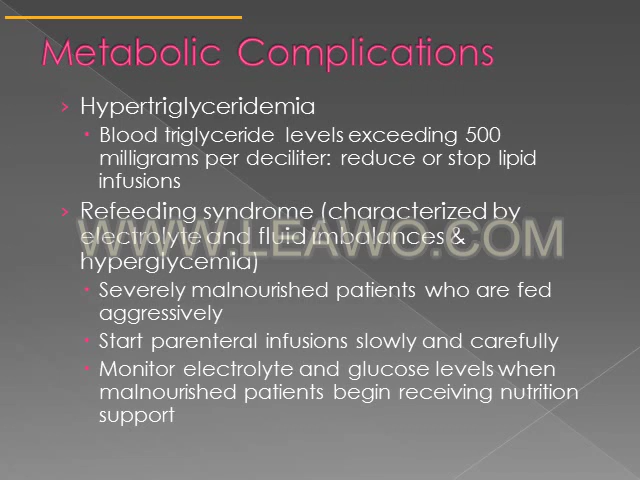 Metabolic Complications
› Hypertriglyceridemia
▪ Blood triglyceride levels exceeding 500
milligrams per deciliter: reduce or stop lipid
infusions
› Refeeding syndrome (characterized by
electrolyte and fluid imbalances &
hyperglycemia)
WWW.LEAWO.COM
▪ Severely malnourished patients who are fed
aggressively
▪ Start parenteral infusions slowly and carefully
▪ Monitor electrolyte and glucose levels when
malnourished patients begin receiving nutrition
support